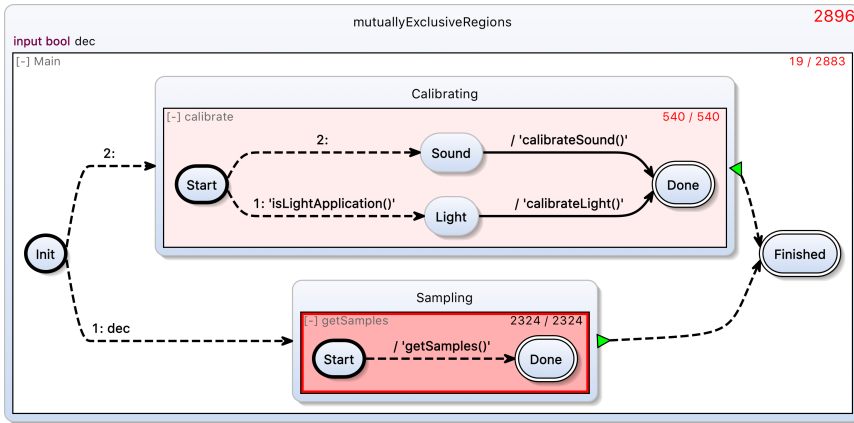 mutuallyExclusiveRegions
2896
input bool dec
[-] Main
19 / 2883
Calibrating
[-] calibrate
540 / 540
2:
2:
Sound
/ 'calibrateSound()'
Start
Done
1: 'isLightApplication()'
Light
/ 'calibrateLight()'
Init
Finished
Sampling
[-] getSamples
2324 / 2324
1: dec
Start
/ 'getSamples()'
Done